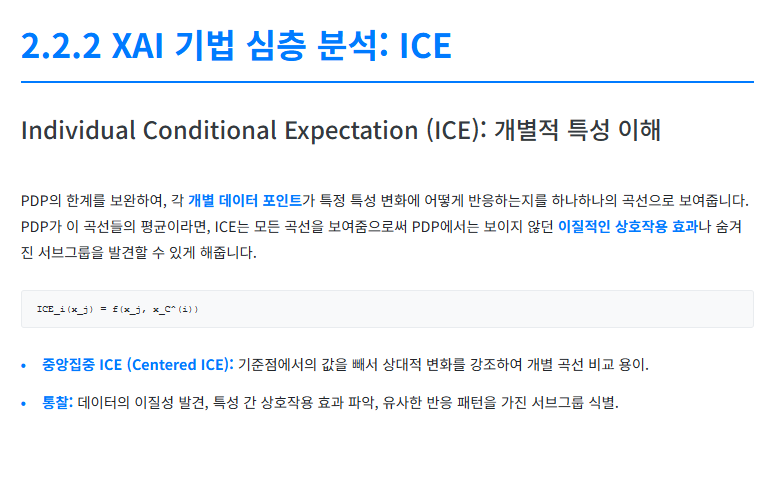 2.2.2 XAI 기법 심층 분석: ICE
Individual Conditional Expectation (ICE): 개별적 특성 이해
PDP의 한계를 보완하여, 각 개별 데이터 포인트가 특정 특성 변화에 어떻게 반응하는지를 하나하나의 곡선으로 보여줍니다.
PDP가 이 곡선들의 평균이라면, ICE는 모든 곡선을 보여줌으로써 PDP에서는 보이지 않던 이질적인 상호작용 효과나 숨겨
진 서브그룹을 발견할 수 있게 해줍니다.
ICE_i(x_j) = f(x_j, x_C^(i))
• 중앙집중 ICE (Centered ICE): 기준점에서의 값을 빼서 상대적 변화를 강조하여 개별 곡선 비교 용이.
• 통찰: 데이터의 이질성 발견, 특성 간 상호작용 효과 파악, 유사한 반응 패턴을 가진 서브그룹 식별.